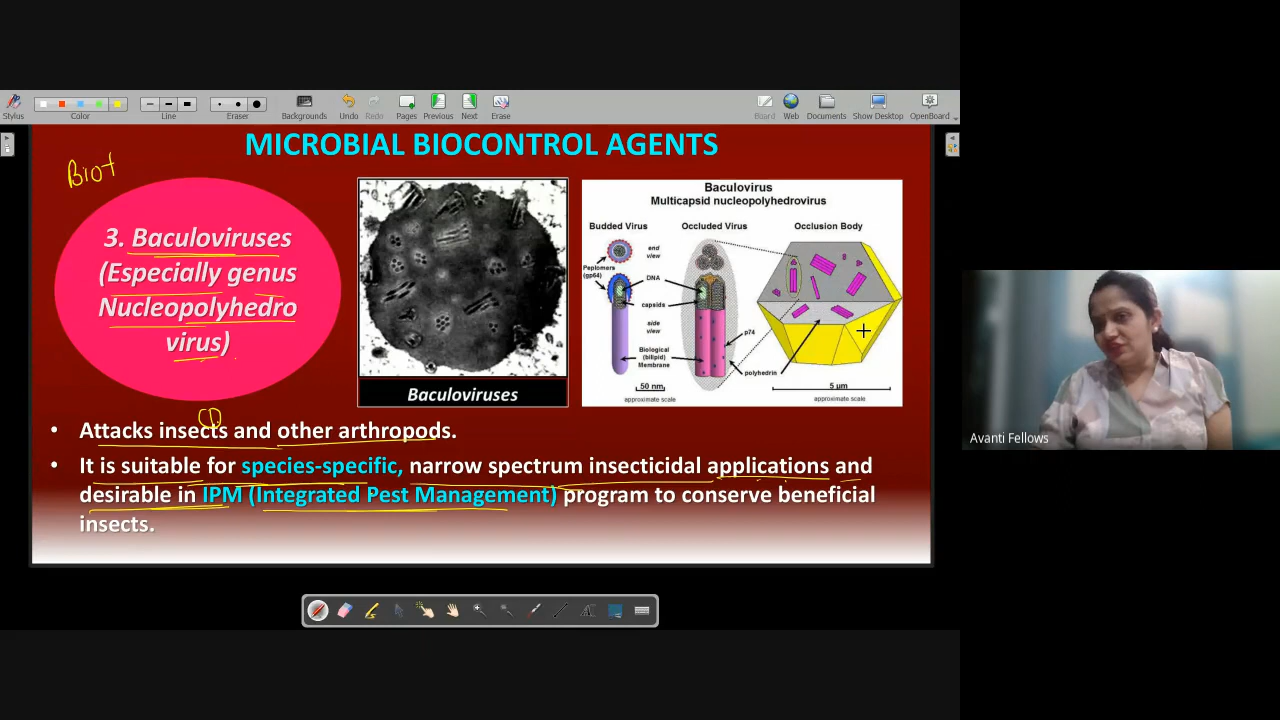 Stylus
Color
Line
Eraser
Backgrounds
Undo
Redo
Pages
Previous
Next
Erase
Board
Web
Documents
Show Desktop
OpenBoard
MICROBIAL BIOCONTROL AGENTS
Biot
3. Baculoviruses
(Especially genus
Nucleopolyhedro
virus)
Baculoviruses
Baculovirus
Multicapsid nucleopolyhedrovirus
Budded Virus
Occluded Virus
Occlusion Body
end
view
Peplomers
(gp64)
DNA
capsids
side
view
p74
Biological
(bilipid)
Membrane
polyhedrin
50 nm
5 µm
approximate scale
approximate scale
• Attacks insects and other arthropods.
• It is suitable for species-specific, narrow spectrum insecticidal applications and
desirable in IPM (Integrated Pest Management) program to conserve beneficial
insects.
Avanti Fellows